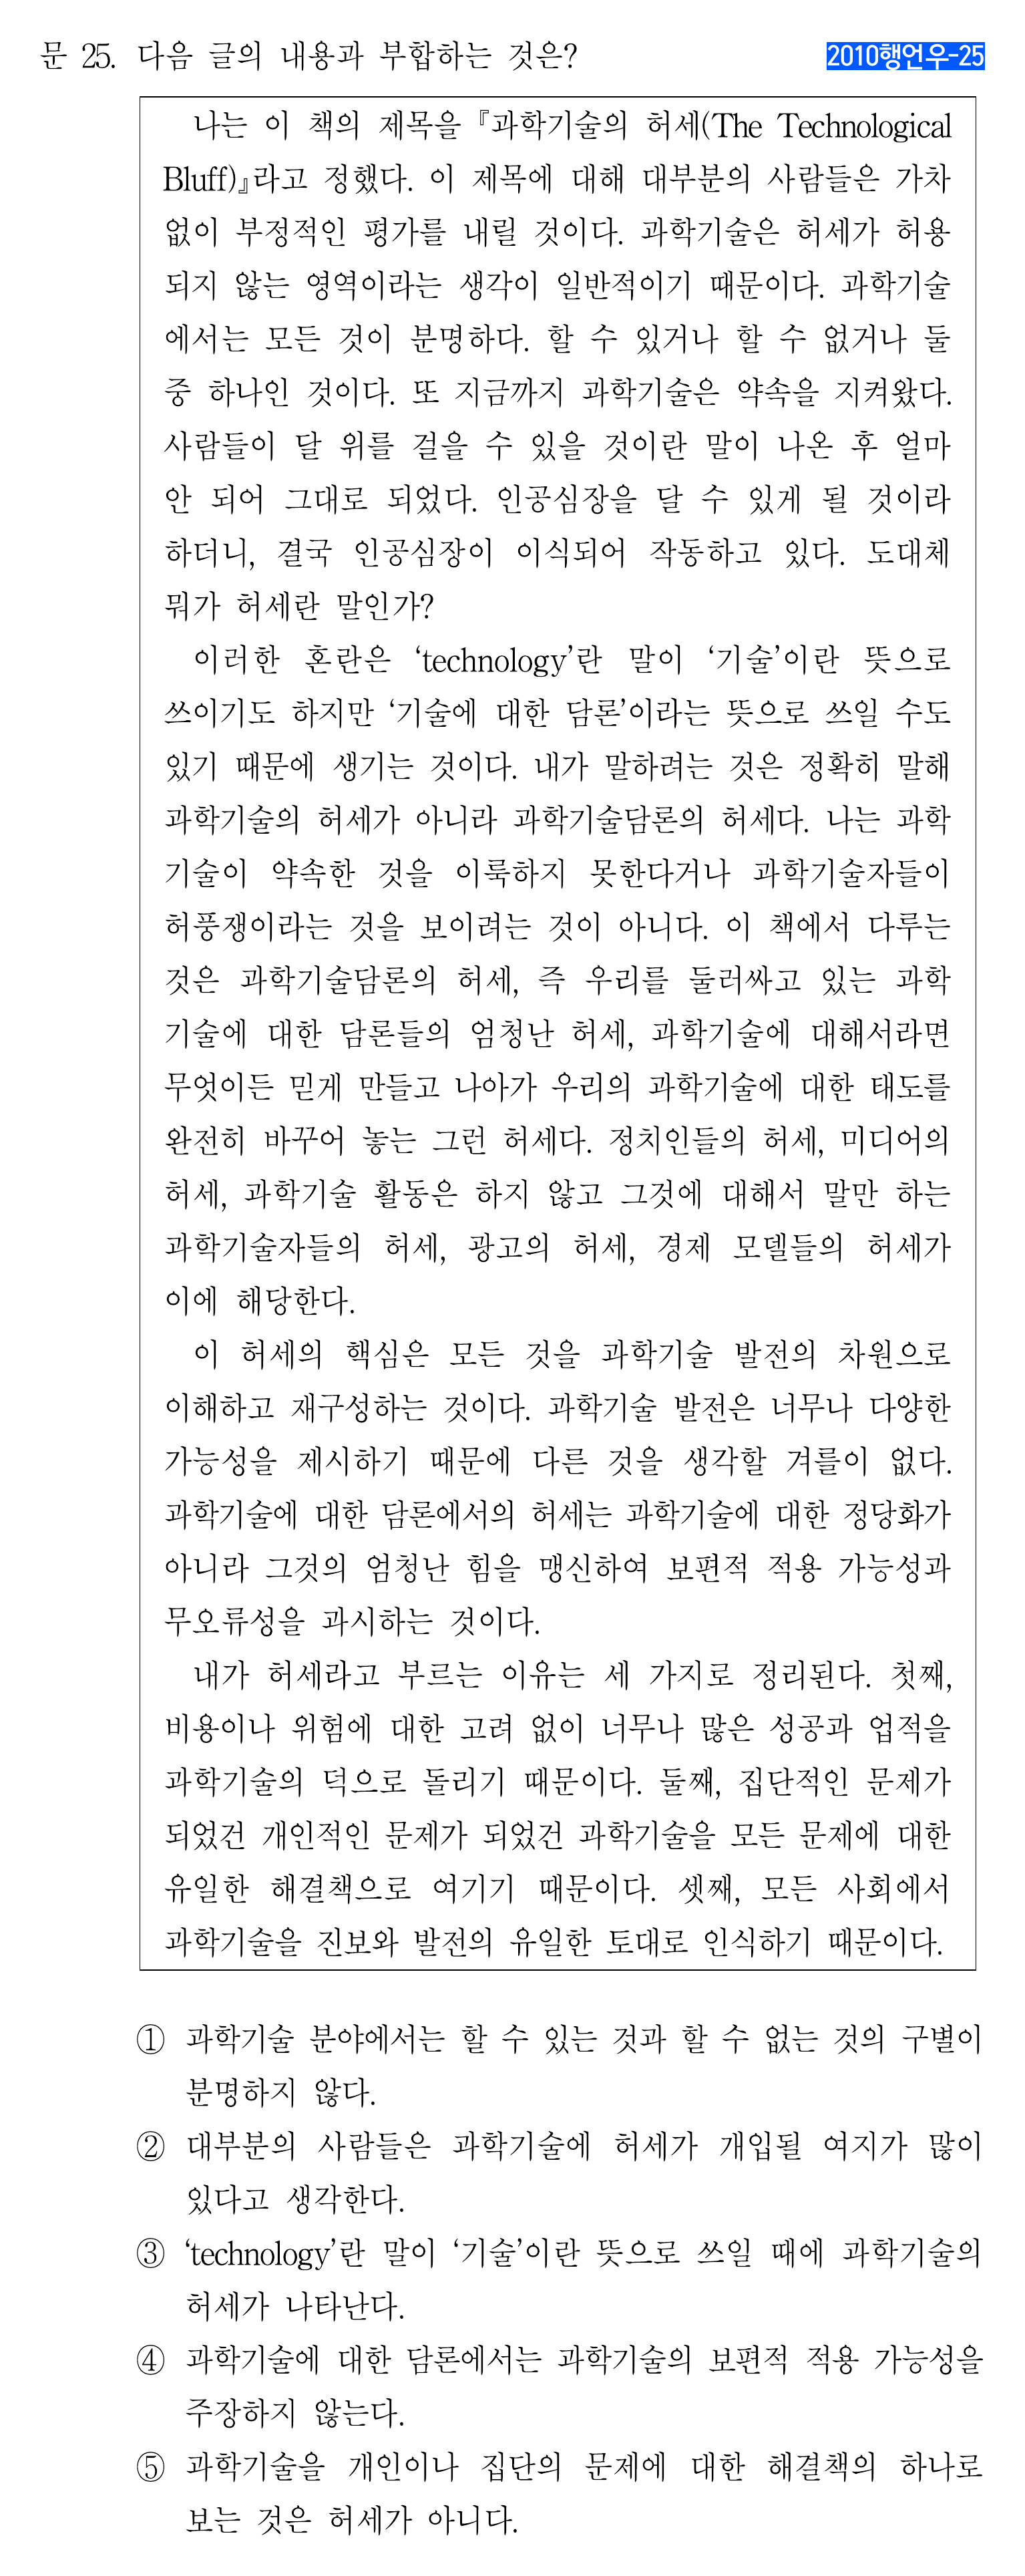 문 25. 다음 글의 내용과 부합하는 것은?
2010행언우-25
나는 이 책의 제목을 『과학기술의 허세(The Technological
Bluff)』라고 정했다. 이 제목에 대해 대부분의 사람들은 가차
없이 부정적인 평가를 내릴 것이다. 과학기술은 허세가 허용
되지 않는 영역이라는 생각이 일반적이기 때문이다. 과학기술
에서는 모든 것이 분명하다. 할 수 있거나 할 수 없거나 둘
중 하나인 것이다. 또 지금까지 과학기술은 약속을 지켜왔다.
사람들이 달 위를 걸을 수 있을 것이란 말이 나온 후 얼마
안 되어 그대로 되었다. 인공심장을 달 수 있게 될 것이라
하더니, 결국 인공심장이 이식되어 작동하고 있다. 도대체
뭐가 허세란 말인가?
이러한 혼란은 ‘technology’란 말이 ‘기술’이란 뜻으로
쓰이기도 하지만 ‘기술에 대한 담론’이라는 뜻으로 쓰일 수도
있기 때문에 생기는 것이다. 내가 말하려는 것은 정확히 말해
과학기술의 허세가 아니라 과학기술담론의 허세다. 나는 과학
기술이 약속한 것을 이룩하지 못한다거나 과학기술자들이
허풍쟁이라는 것을 보이려는 것이 아니다. 이 책에서 다루는
것은 과학기술담론의 허세, 즉 우리를 둘러싸고 있는 과학
기술에 대한 담론들의 엄청난 허세, 과학기술에 대해서라면
무엇이든 믿게 만들고 나아가 우리의 과학기술에 대한 태도를
완전히 바꾸어 놓는 그런 허세다. 정치인들의 허세, 미디어의
허세, 과학기술 활동은 하지 않고 그것에 대해서 말만 하는
과학기술자들의 허세, 광고의 허세, 경제 모델들의 허세가
이에 해당한다.
이 허세의 핵심은 모든 것을 과학기술 발전의 차원으로
이해하고 재구성하는 것이다. 과학기술 발전은 너무나 다양한
가능성을 제시하기 때문에 다른 것을 생각할 겨를이 없다.
과학기술에 대한 담론에서의 허세는 과학기술에 대한 정당화가
아니라 그것의 엄청난 힘을 맹신하여 보편적 적용 가능성과
무오류성을 과시하는 것이다.
내가 허세라고 부르는 이유는 세 가지로 정리된다. 첫째,
비용이나 위험에 대한 고려 없이 너무나 많은 성공과 업적을
과학기술의 덕으로 돌리기 때문이다. 둘째, 집단적인 문제가
되었건 개인적인 문제가 되었건 과학기술을 모든 문제에 대한
유일한 해결책으로 여기기 때문이다. 셋째, 모든 사회에서
과학기술을 진보와 발전의 유일한 토대로 인식하기 때문이다.
① 과학기술 분야에서는 할 수 있는 것과 할 수 없는 것의 구별이
분명하지 않다.
② 대부분의 사람들은 과학기술에 허세가 개입될 여지가 많이
있다고 생각한다.
③ ‘technology’란 말이 ‘기술’이란 뜻으로 쓰일 때에 과학기술의
허세가 나타난다.
④ 과학기술에 대한 담론에서는 과학기술의 보편적 적용 가능성을
주장하지 않는다.
⑤ 과학기술을 개인이나 집단의 문제에 대한 해결책의 하나로
보는 것은 허세가 아니다.